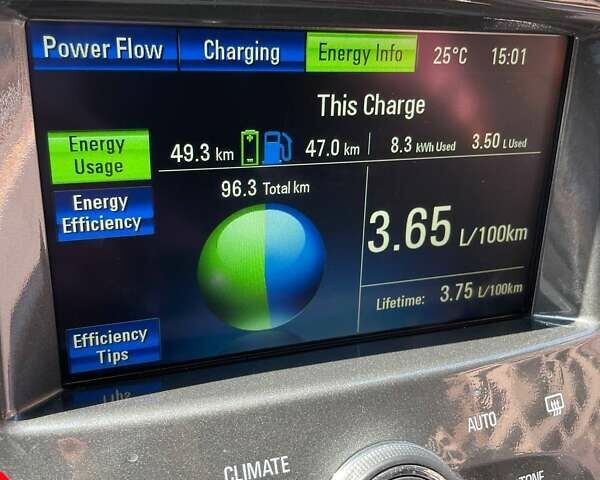 Power Flow Charging Energy Info 25°C 15:01
This Charge
Energy
Usage
49.3 km 47.0 km 8.3 kWh Used 3.50 L Used
Energy
Efficiency
96.3 Total km
3.65 L/100km
Lifetime: 3.75 L/100km
Efficiency
Tips
CLIMATE
AUTO
TONE